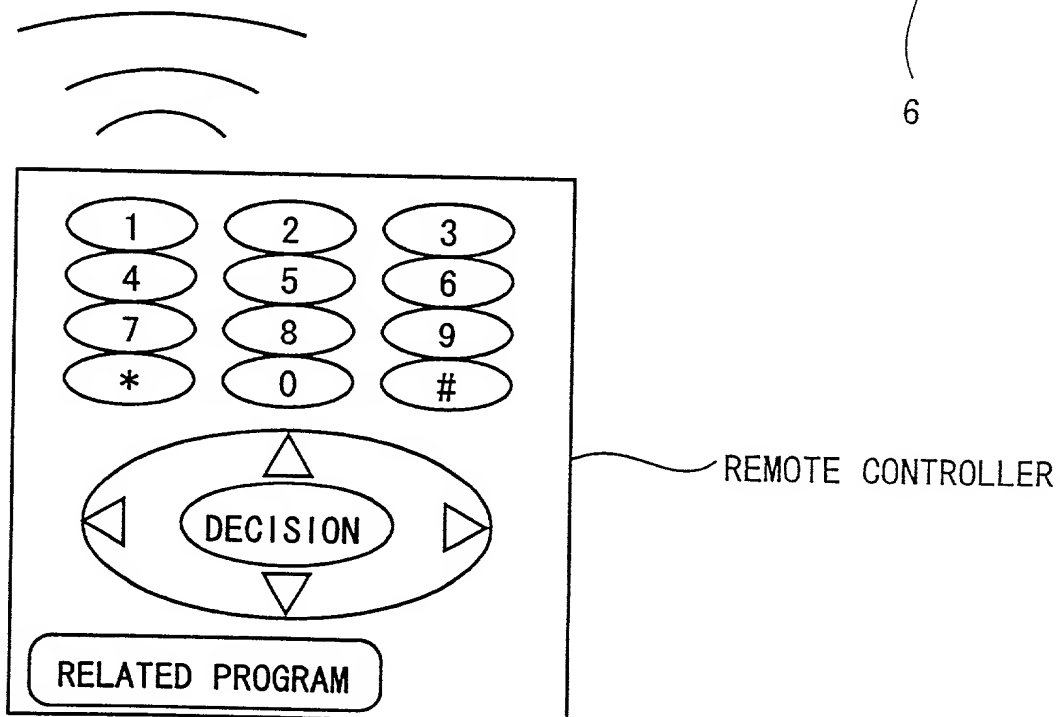 6
1 2 3
4 5 6
7 8 9
* 0 #
DECISION
REMOTE CONTROLLER
RELATED PROGRAM